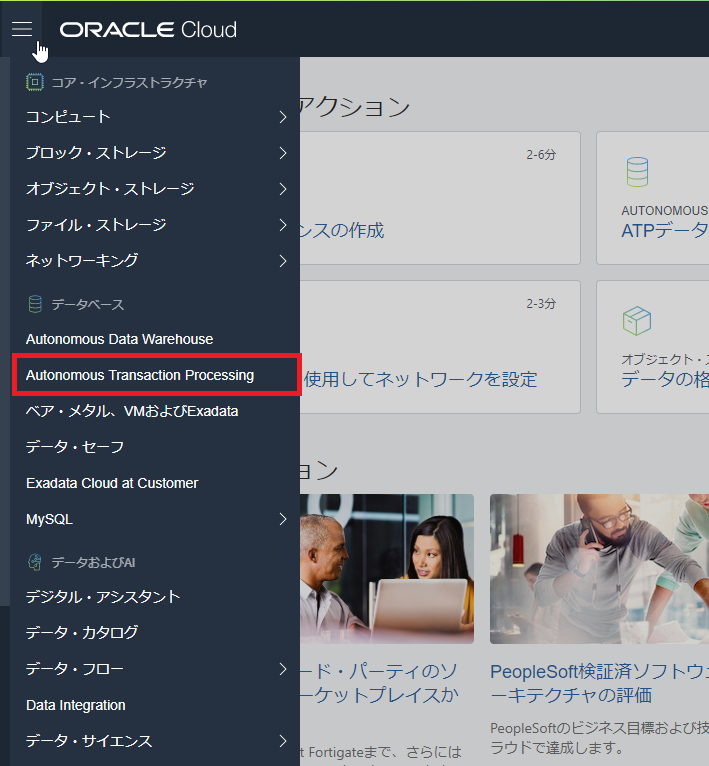 ORACLE Cloud
コア・インフラストラクチャ
コンピュート
ブロック・ストレージ
オブジェクト・ストレージ
ファイル・ストレージ
ネットワーキング
データベース
Autonomous Data Warehouse
Autonomous Transaction Processing
ベア・メタル、VMおよびExadata
データ・セーフ
Exadata Cloud at Customer
MySQL
データおよびAI
デジタル・アシスタント
データ・カタログ
データ・フロー
Data Integration
データ・サイエンス
アクション
2-6分
ンスの作成
AUTONOMOUS
ATPデータ
2-3分
使用してネットワークを設定
オブジェクト・ス
データの格
ョン
ード・パーティのソ
ーケットプレイスか
t Fortigateまで、さらには
PeopleSoft検証済ソフトウェ
ーキテクチャの評価
PeopleSoftのビジネス目標および技
ラウドで達成します。